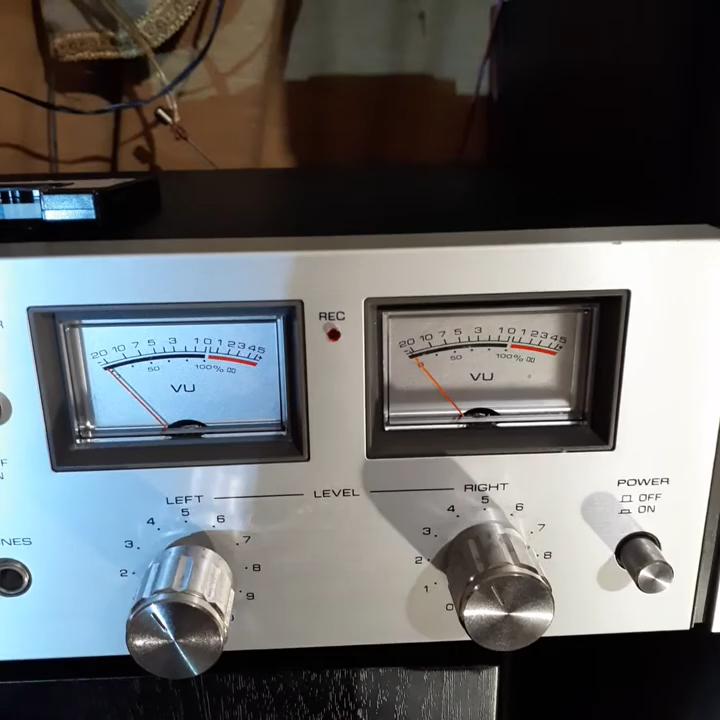 REC
20 10 7 5 3 1 0 1 2 3 4 5
50 100%
VU
20 10 7 5 3 1 0 1 2 3 4 5
50 100%
VU
LEFT LEVEL RIGHT
2 3 4 5 6 7 8 9
0 1 2 3 4 5 6 7 8
POWER
OFF
ON
NES